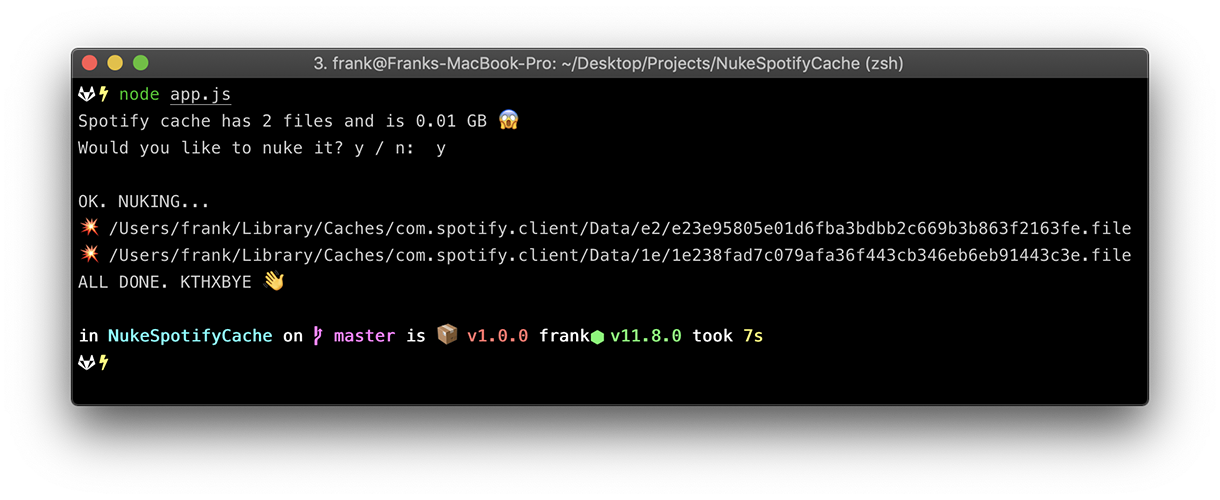 3. frank@Franks-MacBook-Pro: ~/Desktop/Projects/NukeSpotifyCache (zsh)
node app.js
Spotify cache has 2 files and is 0.01 GB 😱
Would you like to nuke it? y / n:  y
OK. NUKING...
💥 /Users/frank/Library/Caches/com.spotify.client/Data/e2/e23e95805e01d6fba3bdbb2c669b3b863f2163fe.file
💥 /Users/frank/Library/Caches/com.spotify.client/Data/1e/1e238fad7c079afa36f443cb346eb6eb91443c3e.file
ALL DONE. KTHXBYE 👋
in NukeSpotifyCache on master is 📦 v1.0.0 frank⬢ v11.8.0 took 7s